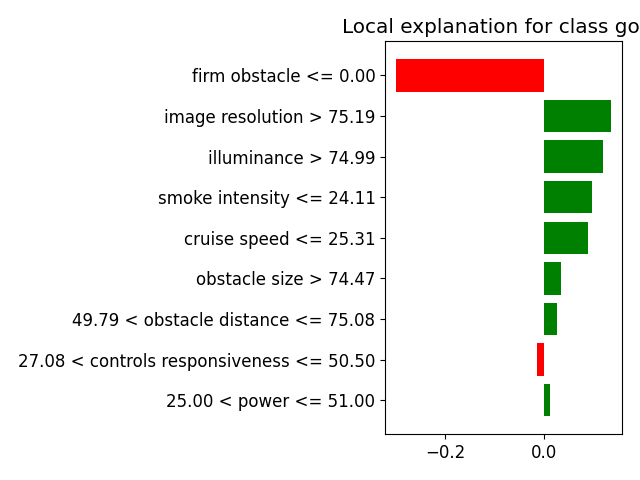 Local explanation for class go
firm obstacle <= 0.00
image resolution > 75.19
illuminance > 74.99
smoke intensity <= 24.11
cruise speed <= 25.31
obstacle size > 74.47
49.79 < obstacle distance <= 75.08
27.08 < controls responsiveness <= 50.50
25.00 < power <= 51.00
−0.2 0.0